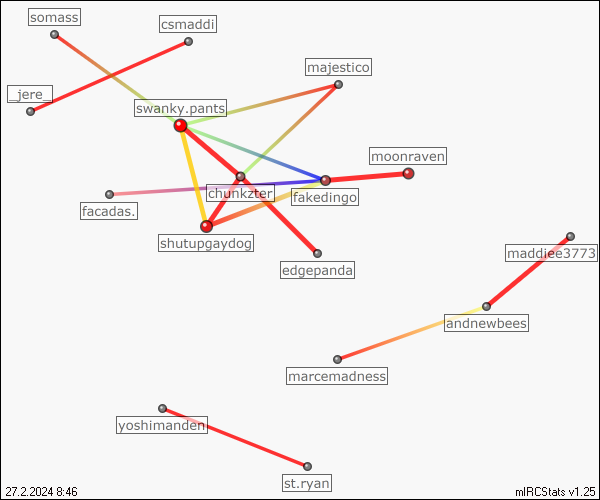 somass
csmaddi
majestico
_jere_
swanky.pants
moonraven
chunkzter
fakedingo
facadas.
shutupgaydog
maddiee3773
edgepanda
andnewbees
marcemadness
yoshimanden
st.ryan
27.2.2024 8:46
mIRCStats v1.25